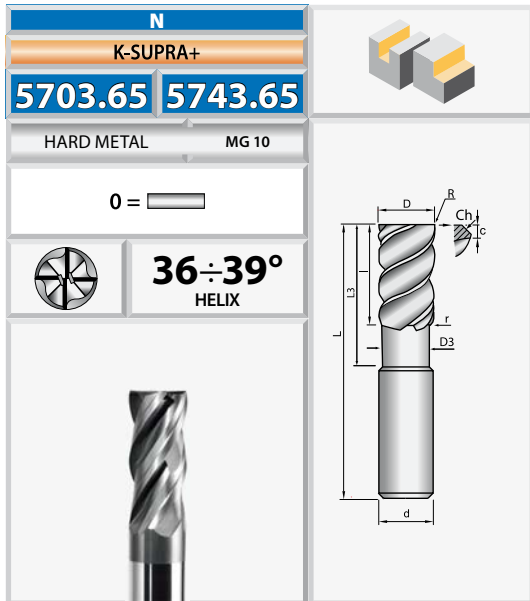 N
K-SUPRA+
5703.65 5743.65
HARD METAL MG 10
0 =
36÷39°
HELIX
D R
Ch
c
l
L3
L
r
D3
d